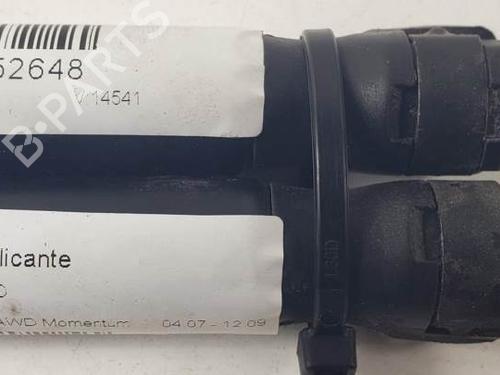 52648
V14541
B-PARTS
licante
AWD Momentum 04.07 - 12.09